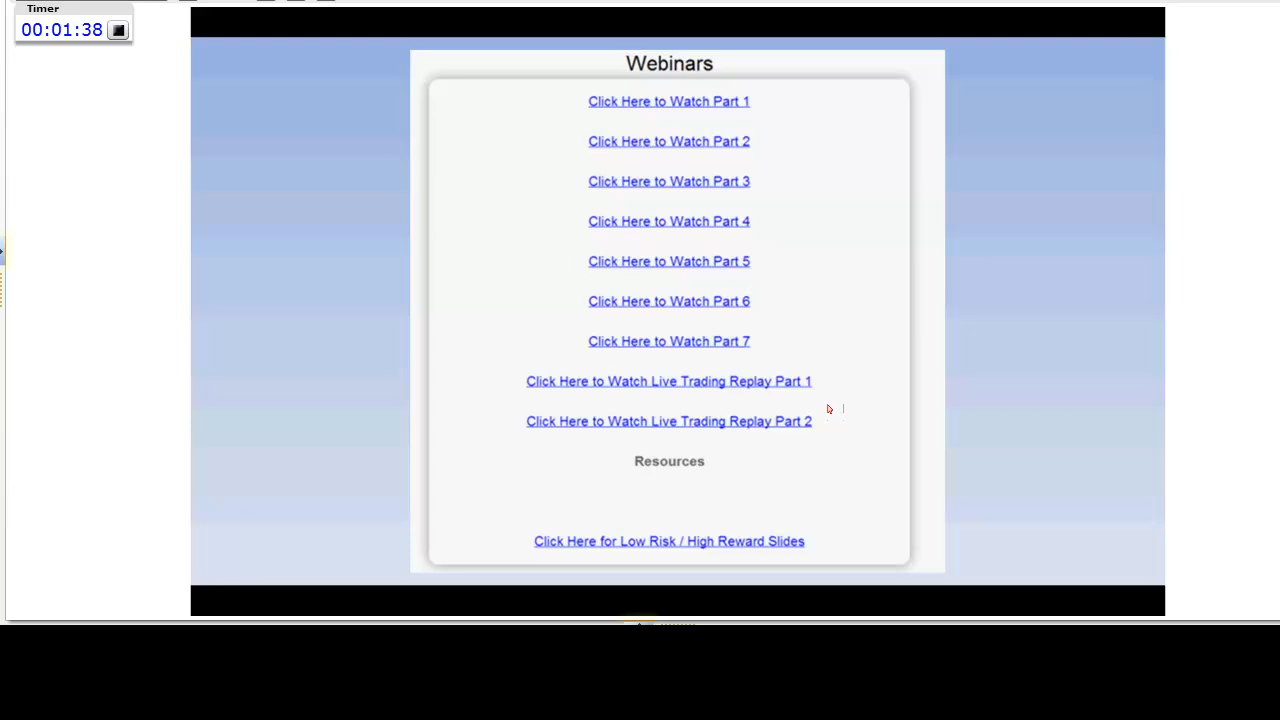 Timer
00:01:38
Webinars
Click Here to Watch Part 1
Click Here to Watch Part 2
Click Here to Watch Part 3
Click Here to Watch Part 4
Click Here to Watch Part 5
Click Here to Watch Part 6
Click Here to Watch Part 7
Click Here to Watch Live Trading Replay Part 1
Click Here to Watch Live Trading Replay Part 2
Resources
Click Here for Low Risk / High Reward Slides